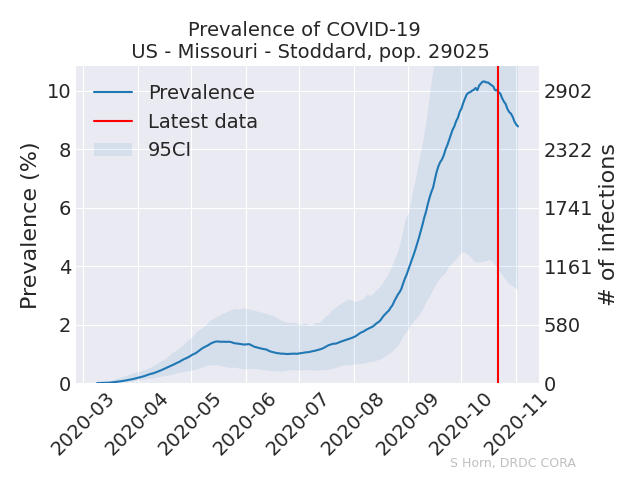 Prevalence of COVID-19
US - Missouri - Stoddard, pop. 29025
Prevalence
Latest data
95CI
Prevalence (%)
10
8
6
4
2
0
2902
2322
1741
1161
580
0
# of infections
2020-03
2020-04
2020-05
2020-06
2020-07
2020-08
2020-09
2020-10
2020-11
S Horn, DRDC CORA